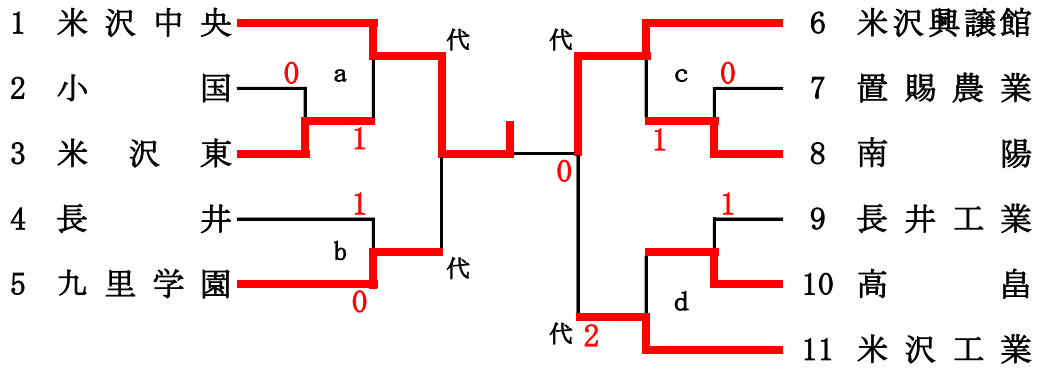 1 米沢中央
代
代
6 米沢興譲館
2 小国
0
a
c
0
7 置賜農業
3 米沢東
1
1
8 南陽
0
4 長井
1
1
9 長井工業
b
代
5 九里学園
0
d
10 高畠
代
2
11 米沢工業